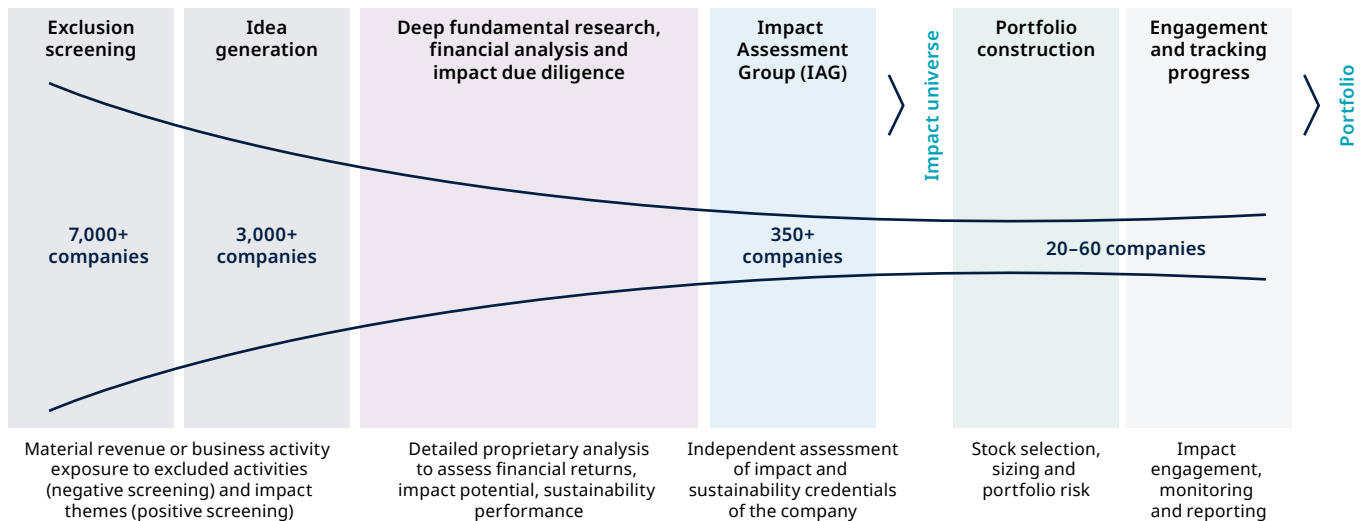 Exclusion
screening
Idea
generation
Deep fundamental research,
financial analysis and
impact due diligence
Impact
Assessment
Group (IAG)
Impact universe
Portfolio
construction
Engagement
and tracking
progress
Portfolio
7,000+
companies
3,000+
companies
350+
companies
20–60 companies
Material revenue or business activity
exposure to excluded activities
(negative screening) and impact
themes (positive screening)
Detailed proprietary analysis
to assess financial returns,
impact potential, sustainability
performance
Independent assessment
of impact and
sustainability credentials
of the company
Stock selection,
sizing and
portfolio risk
Impact
engagement,
monitoring
and reporting